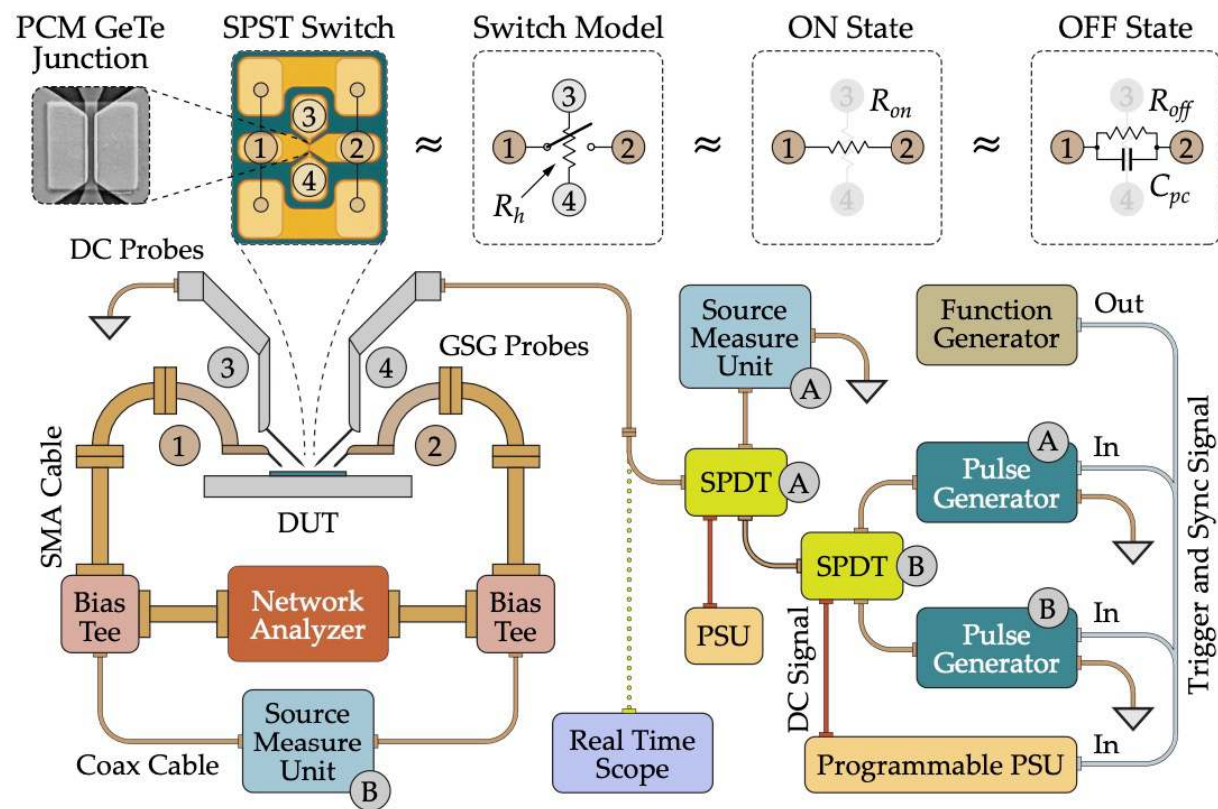 PCM GeTe
Junction
SPST Switch
Switch Model
ON State
OFF State
3
1
2
4
≈
3
1
2
4
R_h
≈
3
R_on
1
2
4
≈
3
R_off
1
2
4
C_pc
DC Probes
3
4
GSG Probes
1
2
SMA Cable
DUT
Bias
Tee
Network
Analyzer
Bias
Tee
Source
Measure
Unit
B
Coax Cable
Real Time
Scope
Source
Measure
Unit
A
SPDT
A
PSU
SPDT
B
DC Signal
Function
Generator
Out
A
Pulse
Generator
In
B
Pulse
Generator
In
Programmable PSU
In
Trigger and Sync Signal